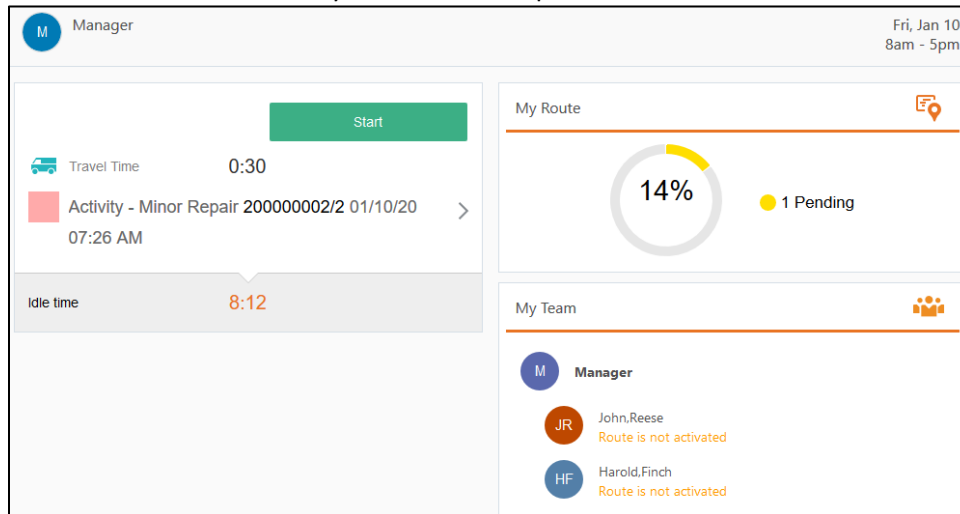 M Manager
Fri, Jan 10
8am - 5pm
Start
Travel Time 0:30
Activity - Minor Repair 200000002/2 01/10/20
07:26 AM
Idle time 8:12
My Route
14%
1 Pending
My Team
M Manager
JR John,Reese
Route is not activated
HF Harold,Finch
Route is not activated